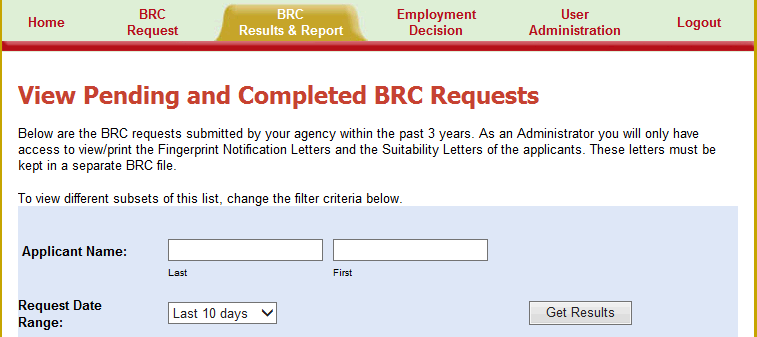 Home
BRC
Request
BRC
Results & Report
Employment
Decision
User
Administration
Logout
View Pending and Completed BRC Requests
Below are the BRC requests submitted by your agency within the past 3 years. As an Administrator you will only have
access to view/print the Fingerprint Notification Letters and the Suitability Letters of the applicants. These letters must be
kept in a separate BRC file.
To view different subsets of this list, change the filter criteria below.
Applicant Name:
Last
First
Request Date
Range:
Last 10 days
Get Results